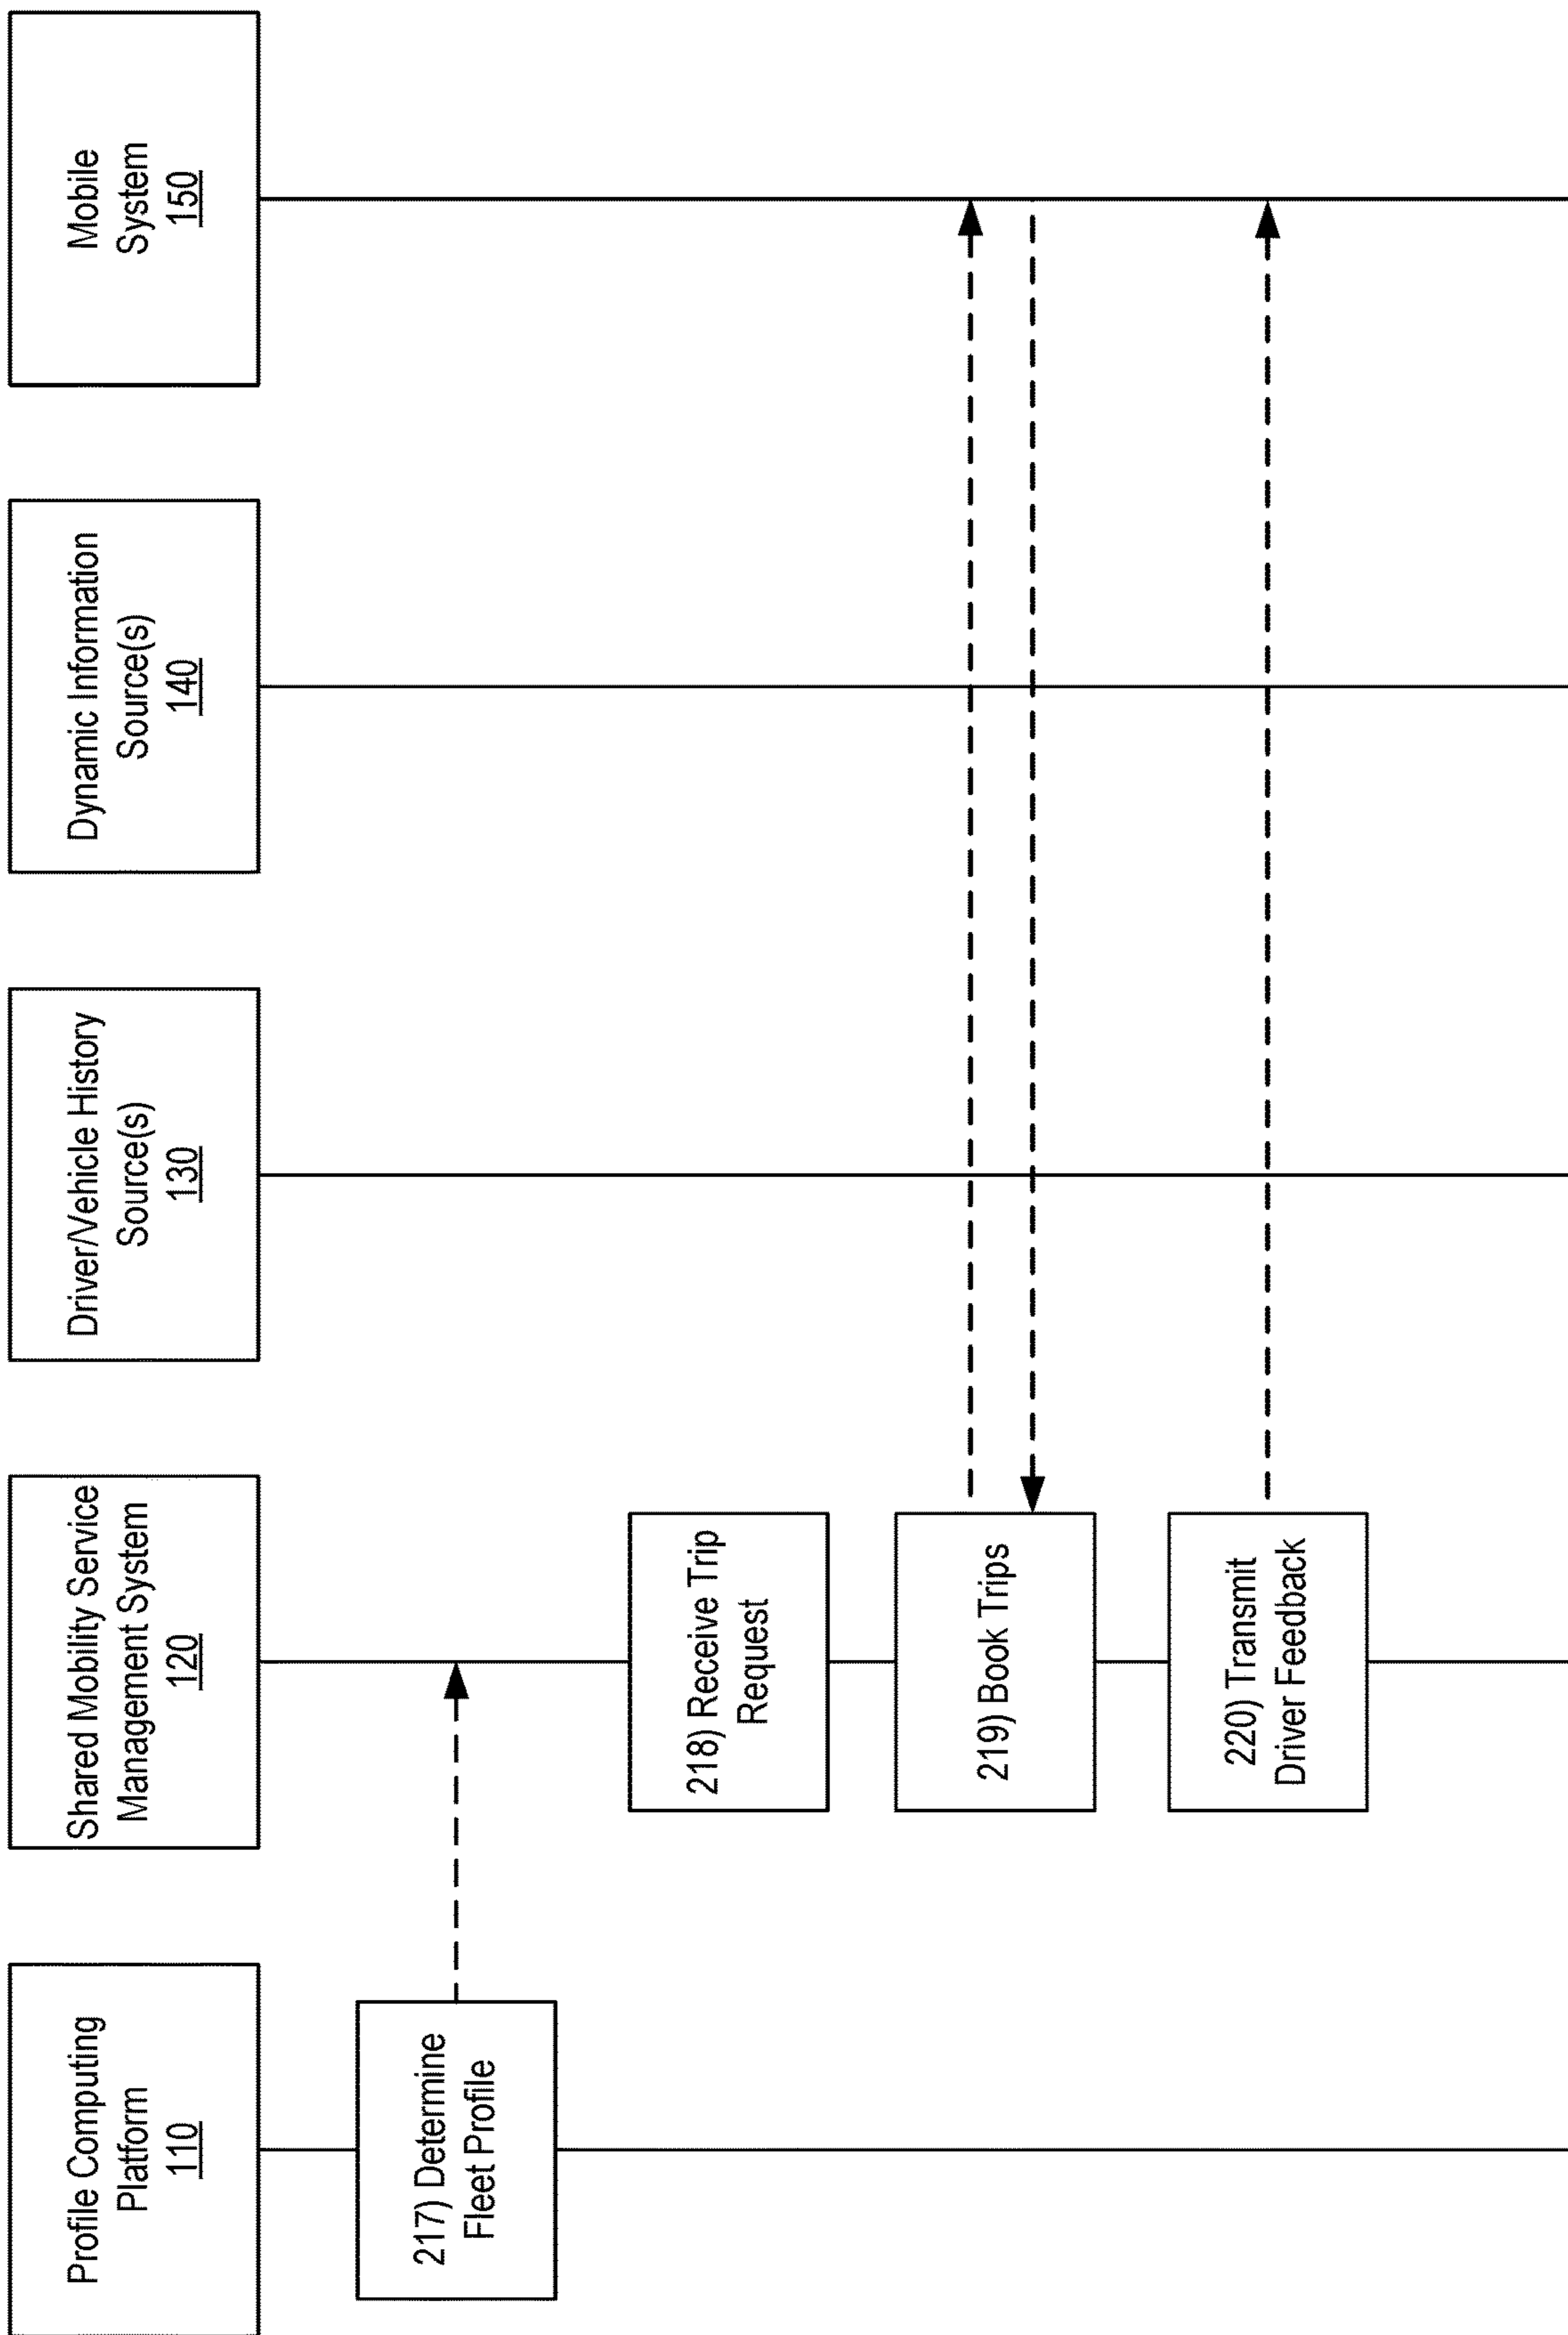 Profile Computing
Platform
110
Shared Mobility Service
Management System
120
Driver/Vehicle History
Source(s)
130
Dynamic Information
Source(s)
140
Mobile
System
150
217) Determine
Fleet Profile
218) Receive Trip
Request
219) Book Trips
220) Transmit
Driver Feedback